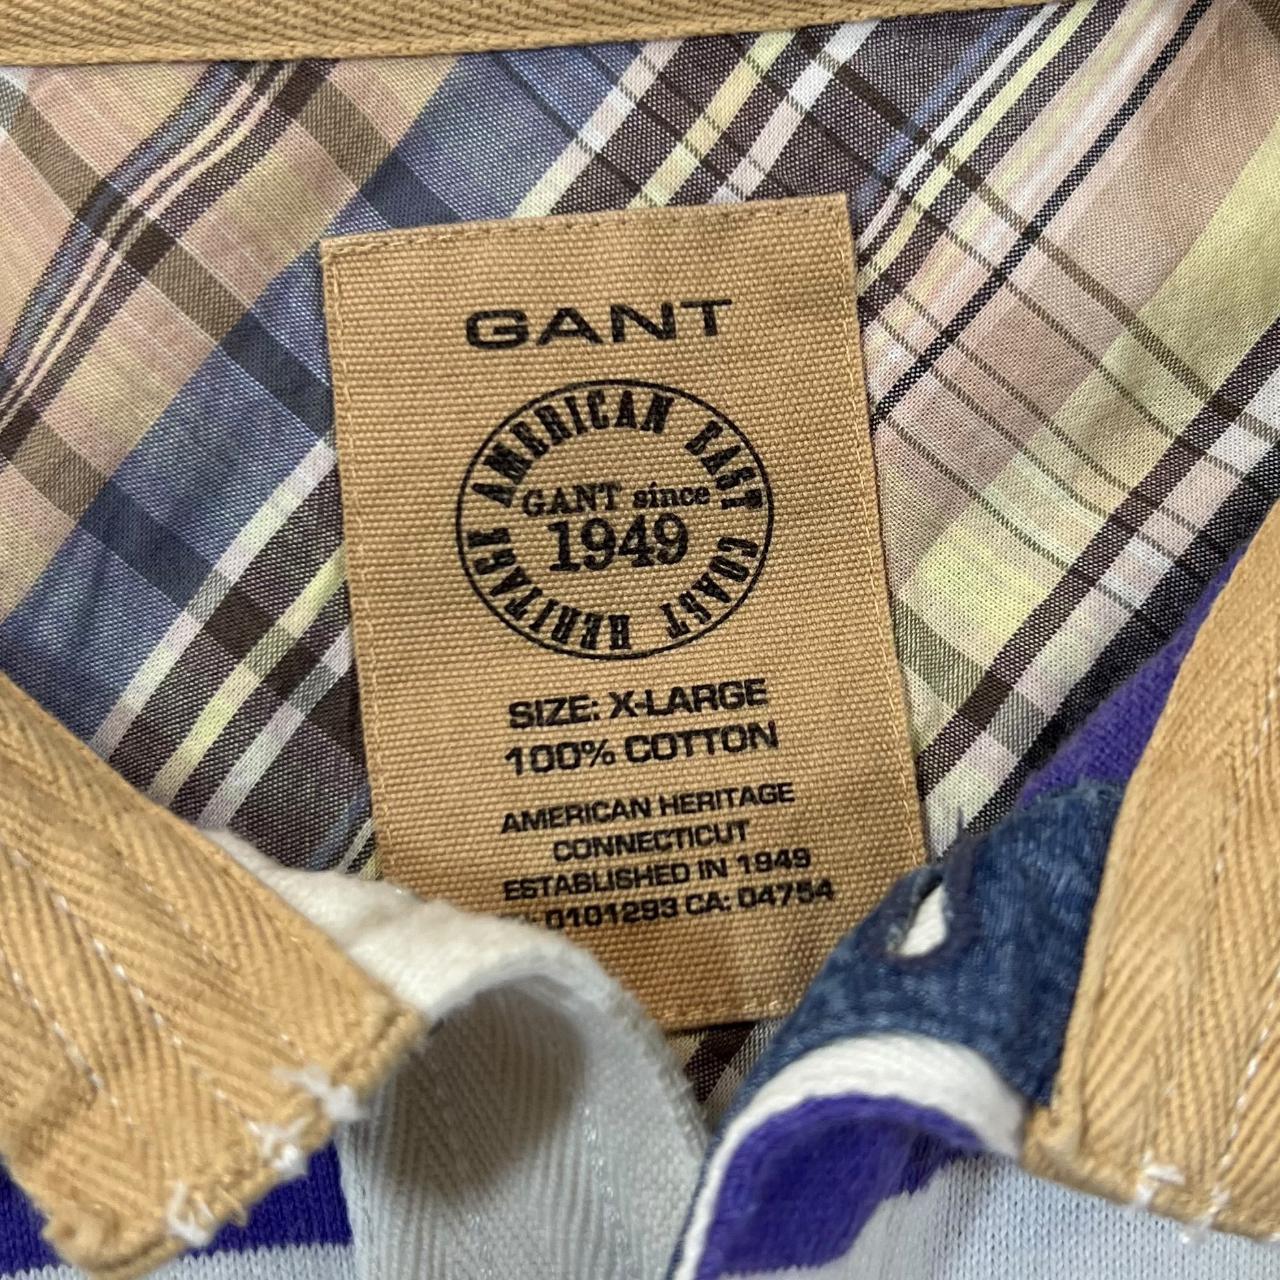 GANT
AMERICAN EAST COAST HERITAGE
GANT since
1949
SIZE: X-LARGE
100% COTTON
AMERICAN HERITAGE
CONNECTICUT
ESTABLISHED IN 1949
0101293 CA: 04754